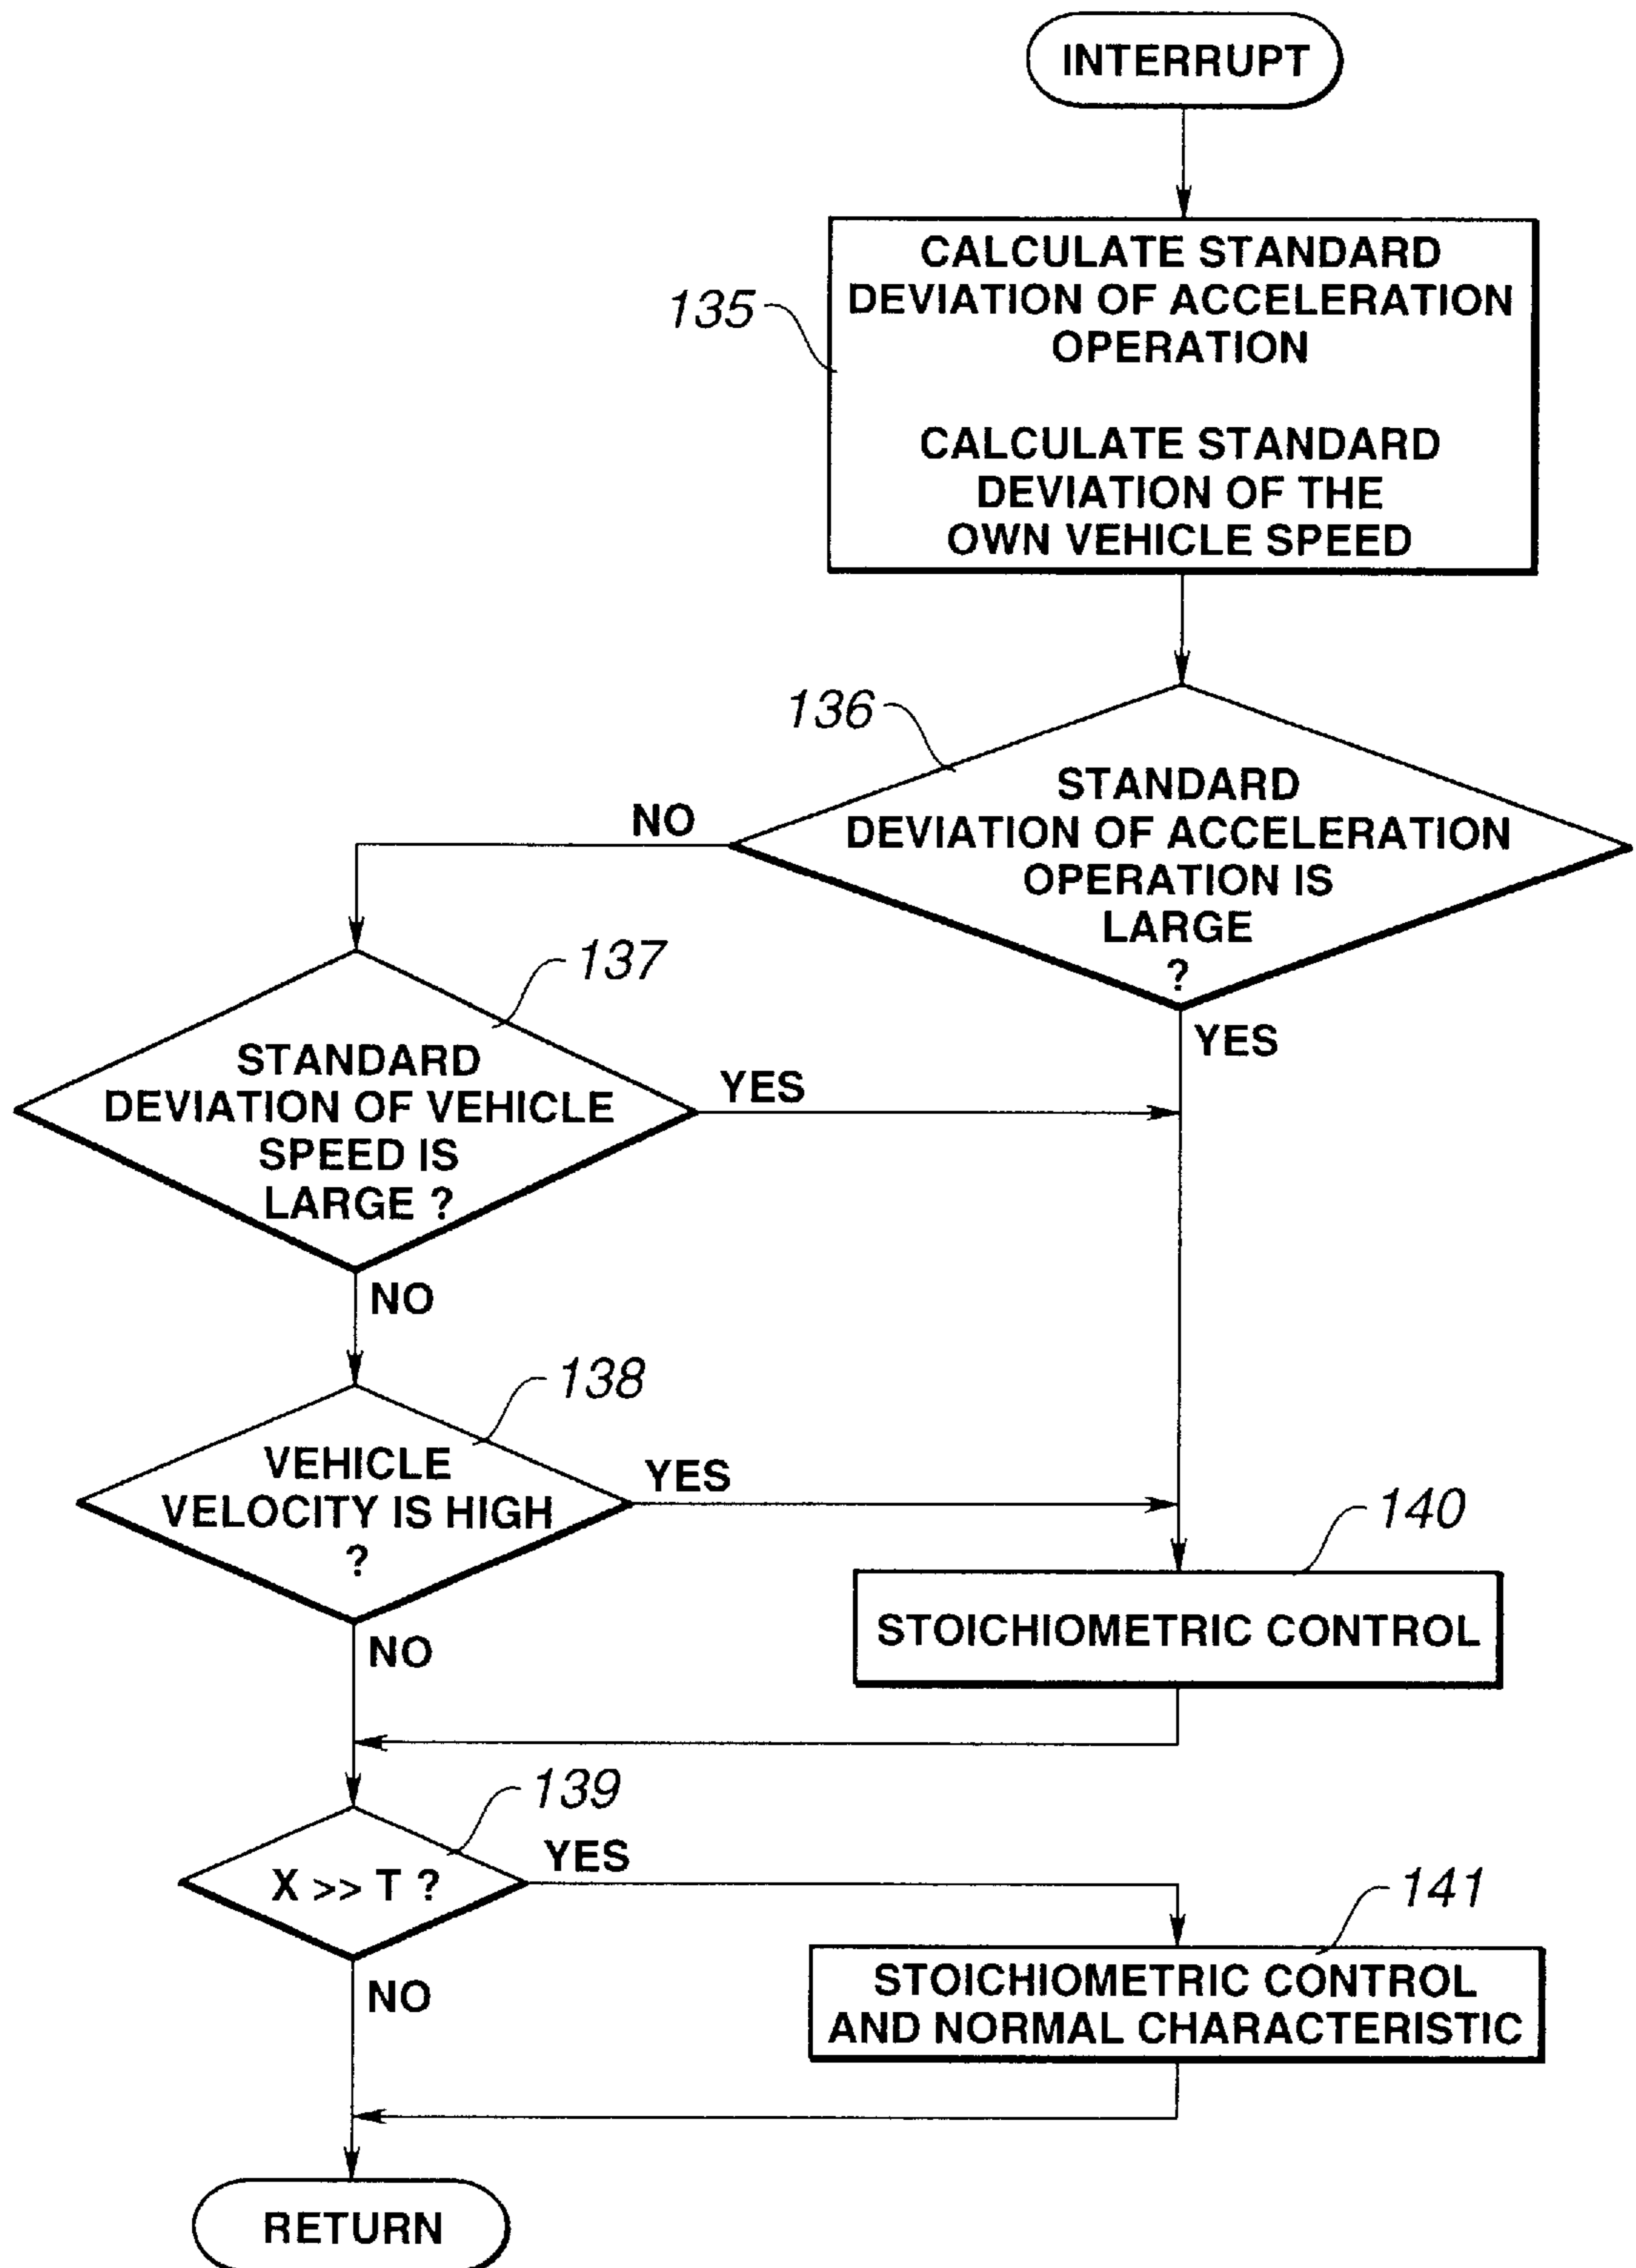 INTERRUPT
CALCULATE STANDARD
DEVIATION OF ACCELERATION
OPERATION
135
CALCULATE STANDARD
DEVIATION OF THE
OWN VEHICLE SPEED
136
STANDARD
DEVIATION OF ACCELERATION
OPERATION IS
LARGE
?
NO
YES
137
STANDARD
DEVIATION OF VEHICLE
SPEED IS
LARGE ?
YES
NO
138
VEHICLE
VELOCITY IS HIGH
?
YES
NO
140
STOICHIOMETRIC CONTROL
139
X >> T ?
YES
NO
141
STOICHIOMETRIC CONTROL
AND NORMAL CHARACTERISTIC
RETURN